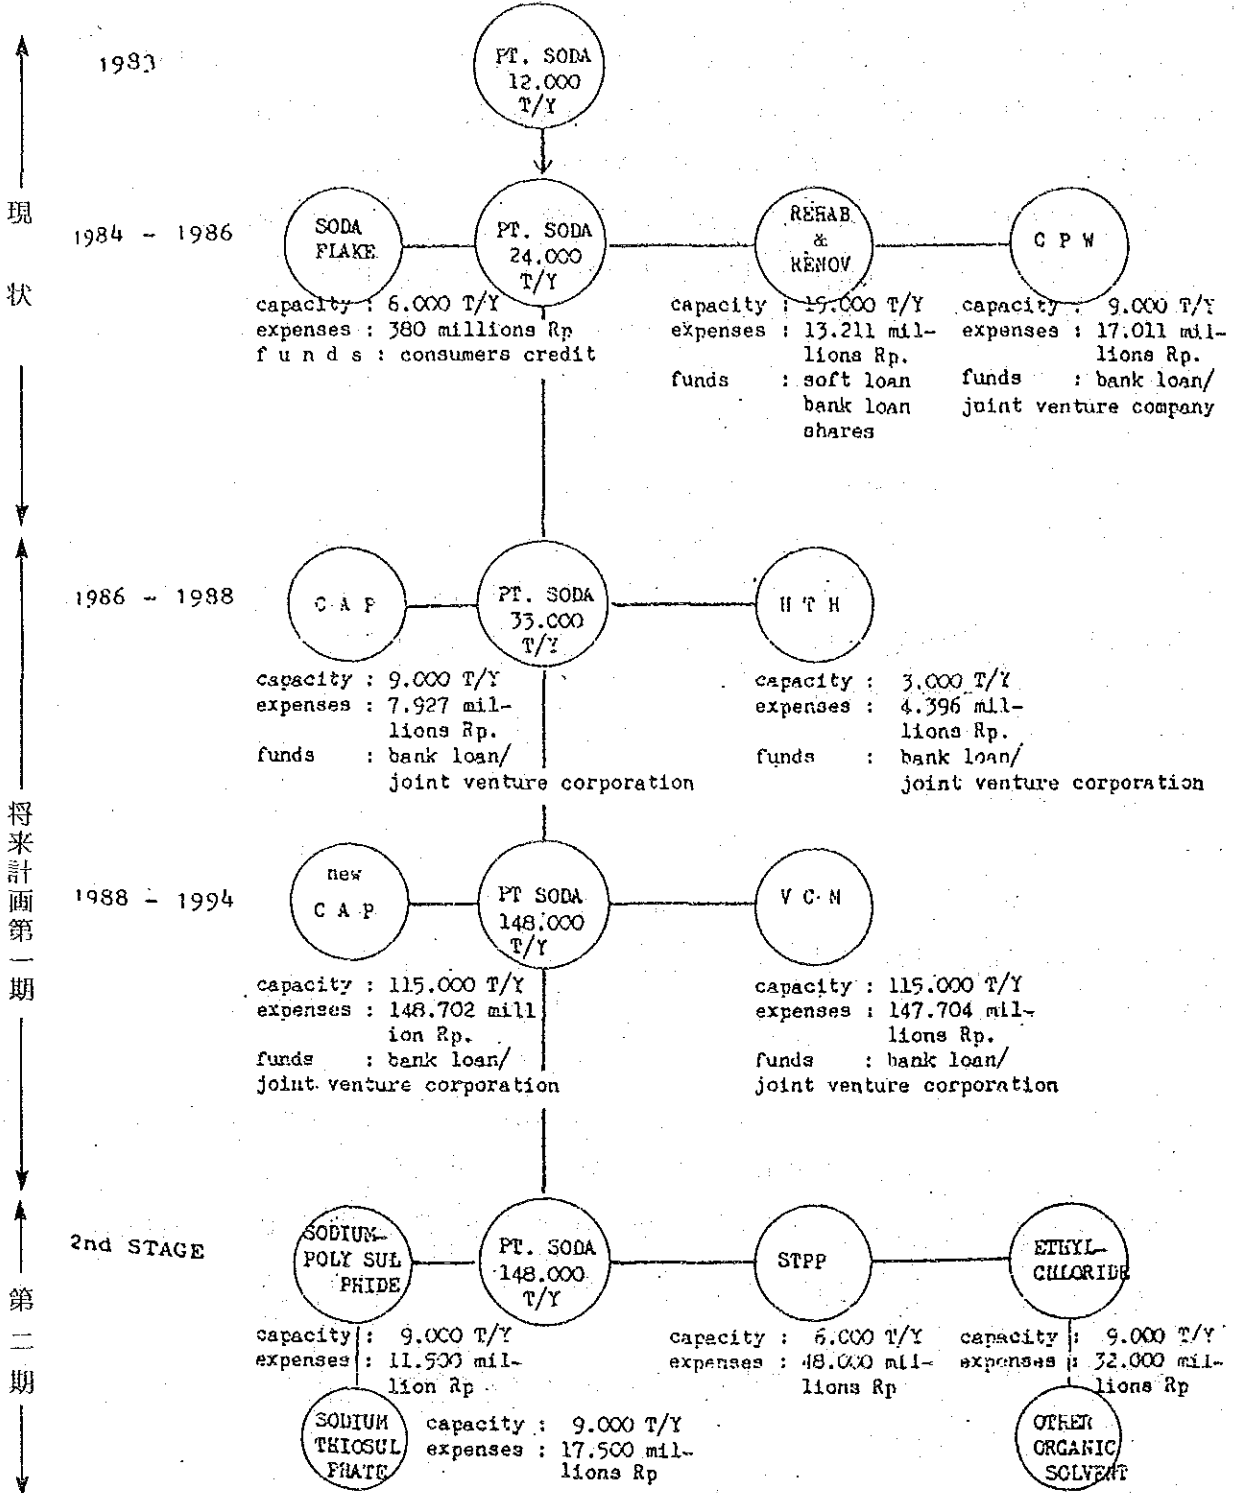 1983
PT. SODA
12.000
T/Y
現状
1984 - 1986
SODA
FLAKE
PT. SODA
24.000
T/Y
REHAB
&
RENOV
C P W
capacity : 6.000 T/Y
expenses : 380 millions Rp
f u n d s : consumers credit
capacity : 15.000 T/Y
expenses : 13.211 mil-
lions Rp.
funds : soft loan
bank loan
shares
capacity : 9.000 T/Y
expenses : 17.011 mil-
lions Rp.
funds : bank loan/
joint venture company
1986 - 1988
C A P
PT. SODA
33.000
T/Y
H T H
capacity : 9.000 T/Y
expenses : 7.927 mil-
lions Rp.
funds : bank loan/
joint venture corporation
capacity : 3.000 T/Y
expenses : 4.396 mil-
lions Rp.
funds : bank loan/
joint venture corporation
将来計画第一期
1988 - 1994
new
C A P
PT SODA
148.000
T/Y
V C M
capacity : 115.000 T/Y
expenses : 148.702 mill
ion Rp.
funds : bank loan/
joint venture corporation
capacity : 115.000 T/Y
expenses : 147.704 mil-
lions Rp.
funds : bank loan/
joint venture corporation
2nd STAGE
SODIUM-
POLY SUL
PHIDE
PT. SODA
148.000
T/Y
STPP
ETHYL-
CHLORIDE
第二期
capacity : 9.000 T/Y
expenses : 11.500 mil-
lion Rp
capacity : 6.000 T/Y
expenses : 48.000 mil-
lions Rp
capacity : 9.000 T/Y
expenses : 32.000 mil-
lions Rp
SODIUM
THIOSUL
PHATE
capacity : 9.000 T/Y
expenses : 17.500 mil-
lions Rp
OTHER
ORGANIC
SOLVENT